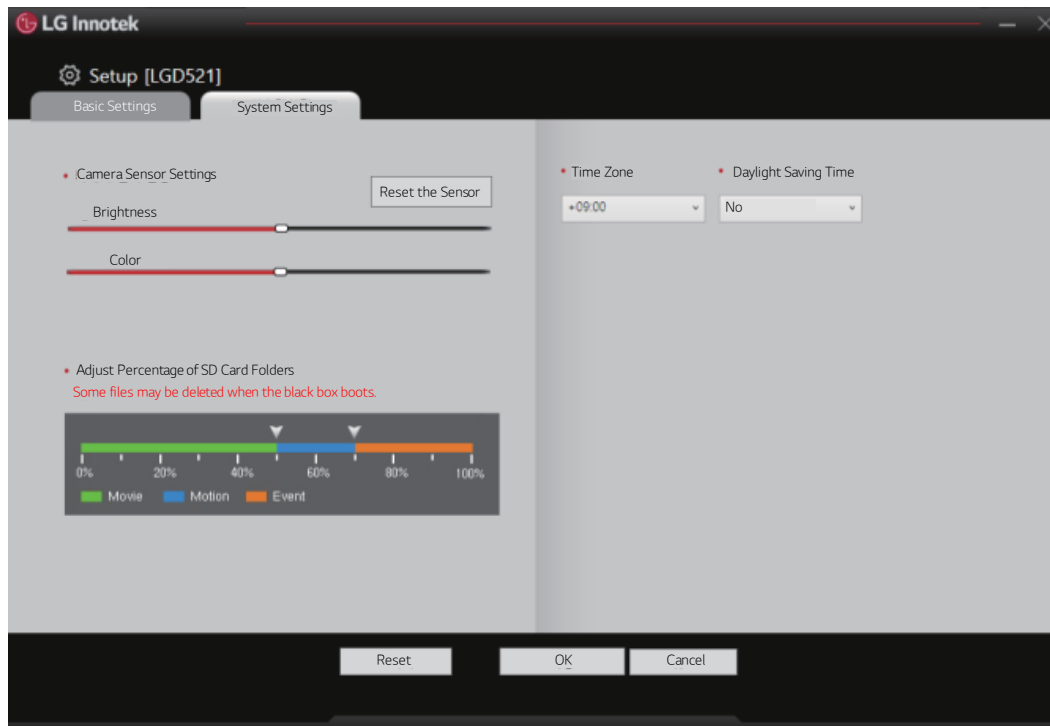 LG Innotek
Setup [LGD521]
Basic Settings
System Settings
Camera Sensor Settings
Reset the Sensor
Brightness
Color
Adjust Percentage of SD Card Folders
Some files may be deleted when the black box boots.
0% 20% 40% 60% 80% 100%
Movie Motion Event
Time Zone Daylight Saving Time
+09:00 No
Reset OK Cancel